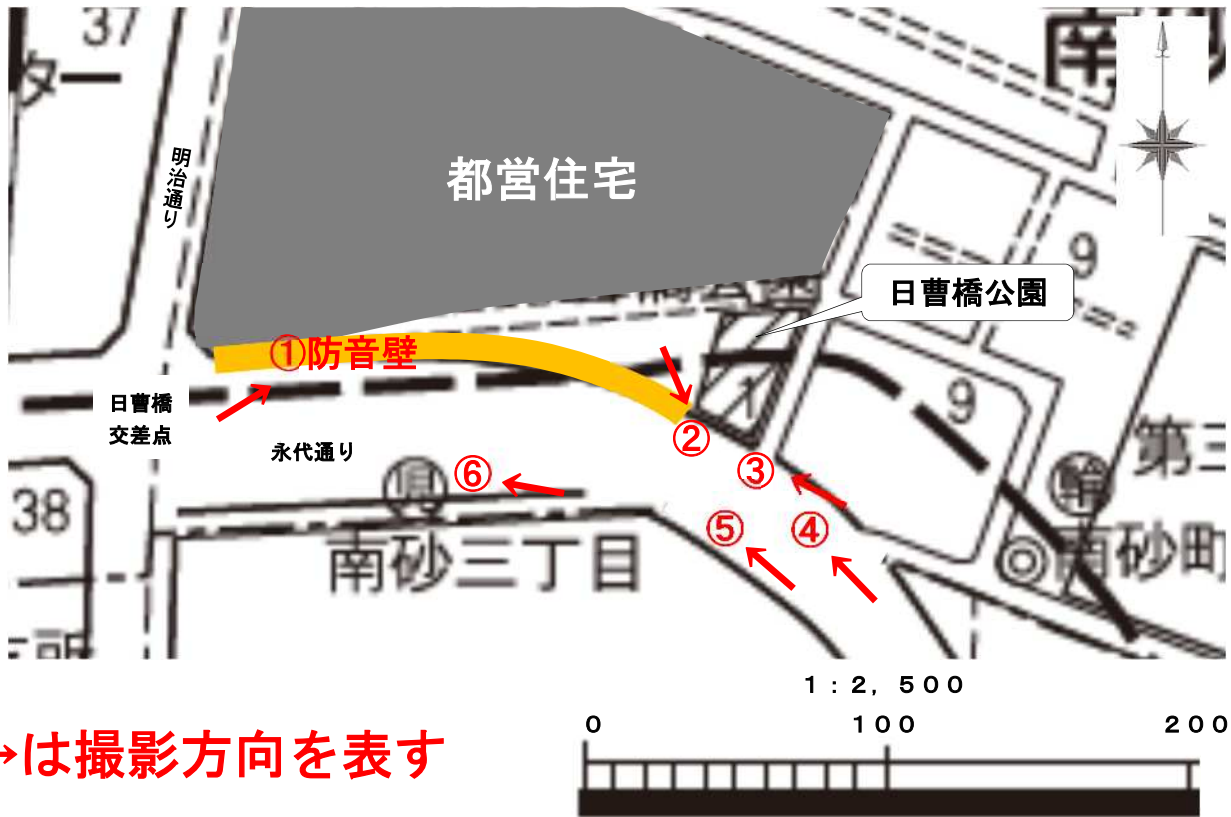 37
ター
南砂
明治通り
都営住宅
9
日曹橋公園
①防音壁
1
9
日曹橋
交差点
永代通り
②
③
第三
⑥
38
⑤
④
南砂三丁目
南砂町
1:2,500
0 100 200
→は撮影方向を表す